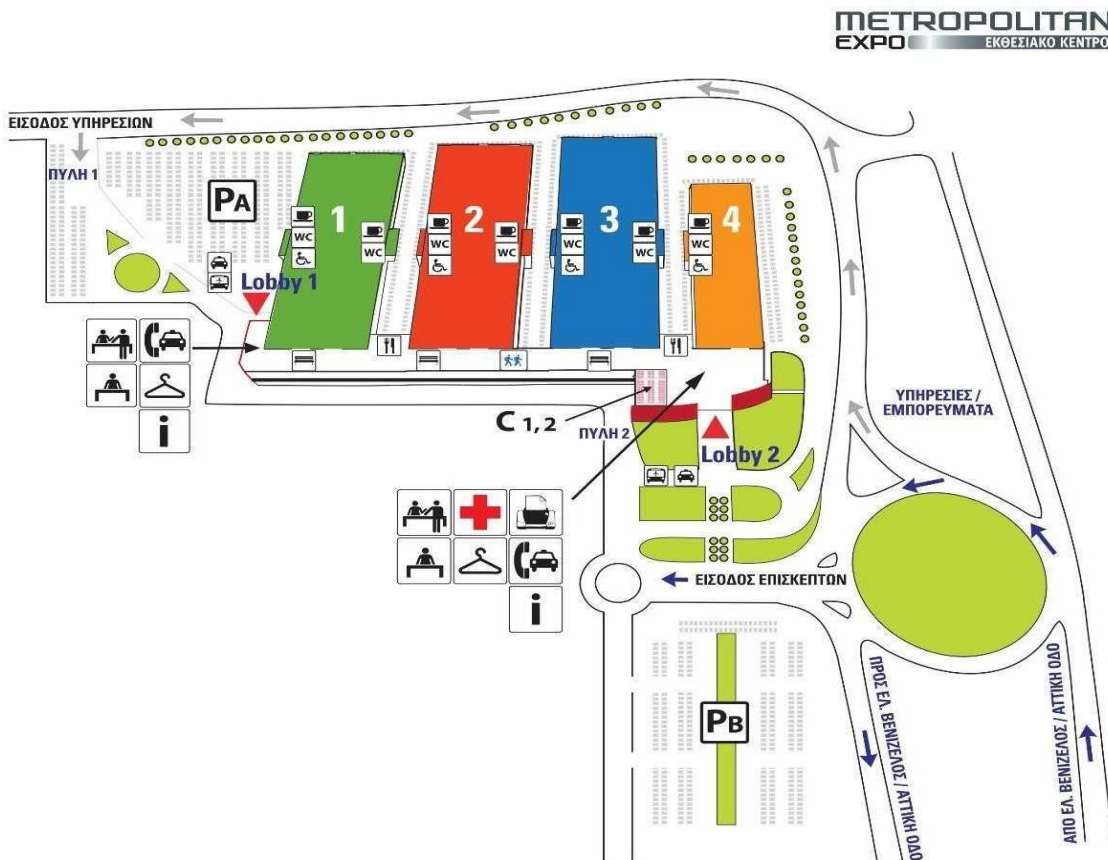 METROPOLITAN
EXPO ΕΚΘΕΣΙΑΚΟ ΚΕΝΤΡΟ
ΕΙΣΟΔΟΣ ΥΠΗΡΕΣΙΩΝ
ΠΥΛΗ 1
PA
1
2
3
4
WC
WC
WC
WC
WC
WC
WC
Lobby 1
C 1, 2
ΠΥΛΗ 2
Lobby 2
ΥΠΗΡΕΣΙΕΣ /
ΕΜΠΟΡΕΥΜΑΤΑ
i
i
ΕΙΣΟΔΟΣ ΕΠΙΣΚΕΠΤΩΝ
PB
ΠΡΟΣ ΕΛ. ΒΕΝΙΖΕΛΟΣ / ΑΤΤΙΚΗ ΟΔΟ
ΑΠΟ ΕΛ. ΒΕΝΙΖΕΛΟΣ / ΑΤΤΙΚΗ ΟΔΟ